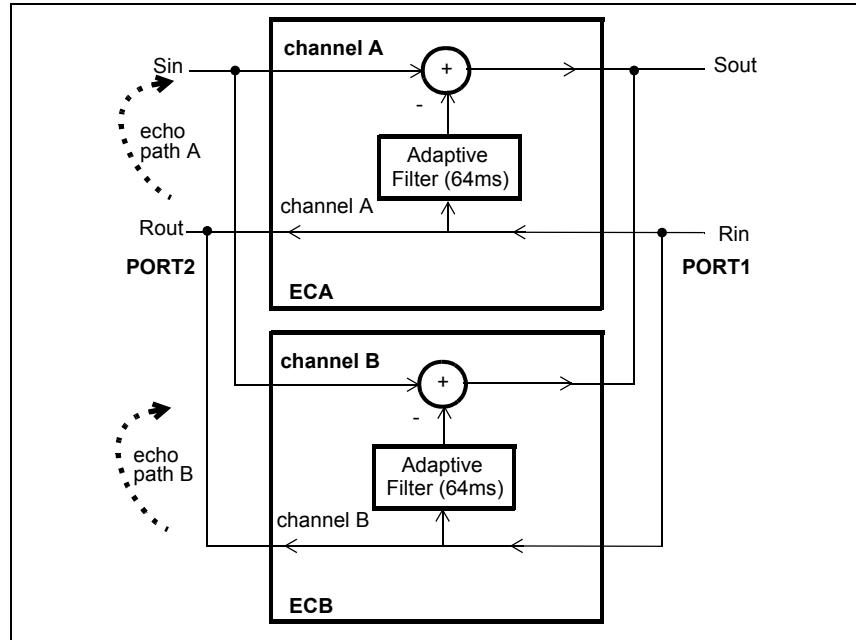 channel A
Sin
+
Sout
-
echo
path A
Adaptive
Filter (64ms)
channel A
Rout
Rin
PORT2
PORT1
ECA
channel B
+
-
echo
path B
Adaptive
Filter (64ms)
channel B
ECB